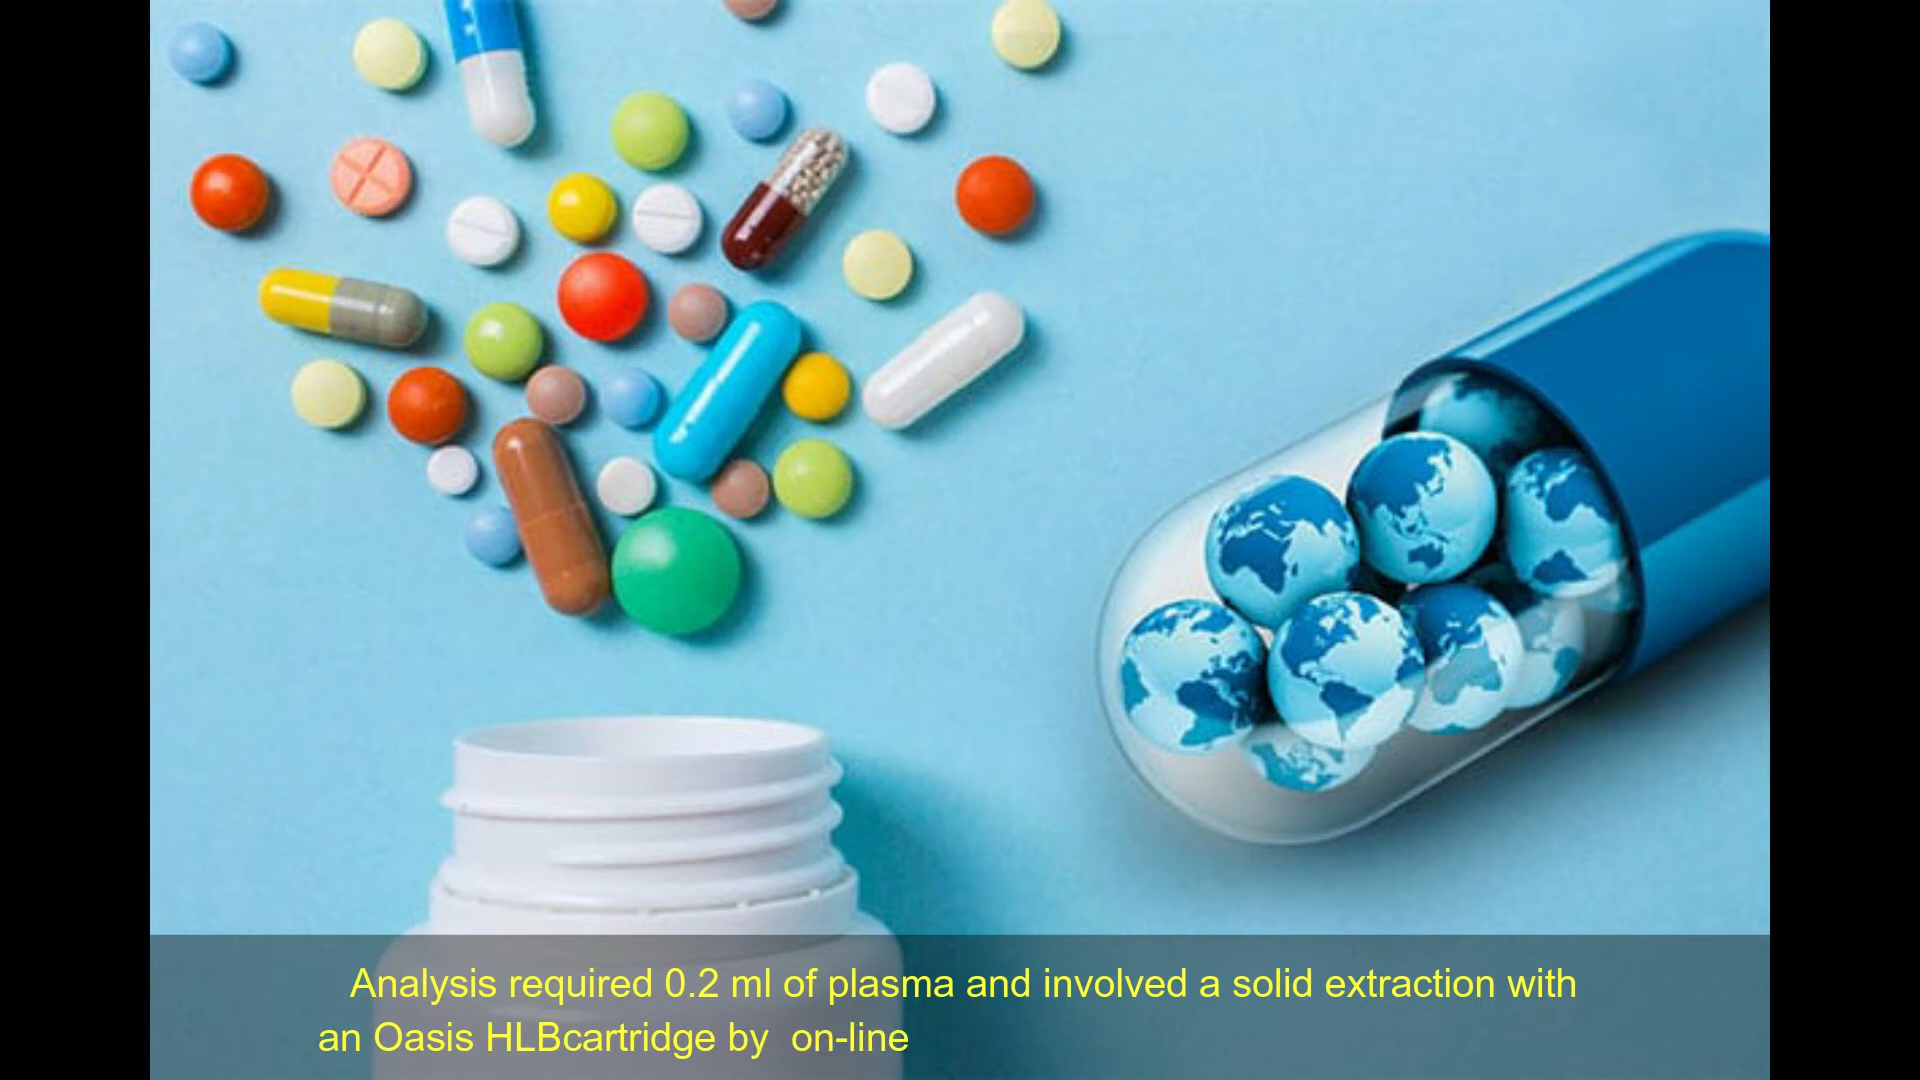 Analysis required 0.2 ml of plasma and involved a solid extraction with
an Oasis HLBcartridge by  on-line